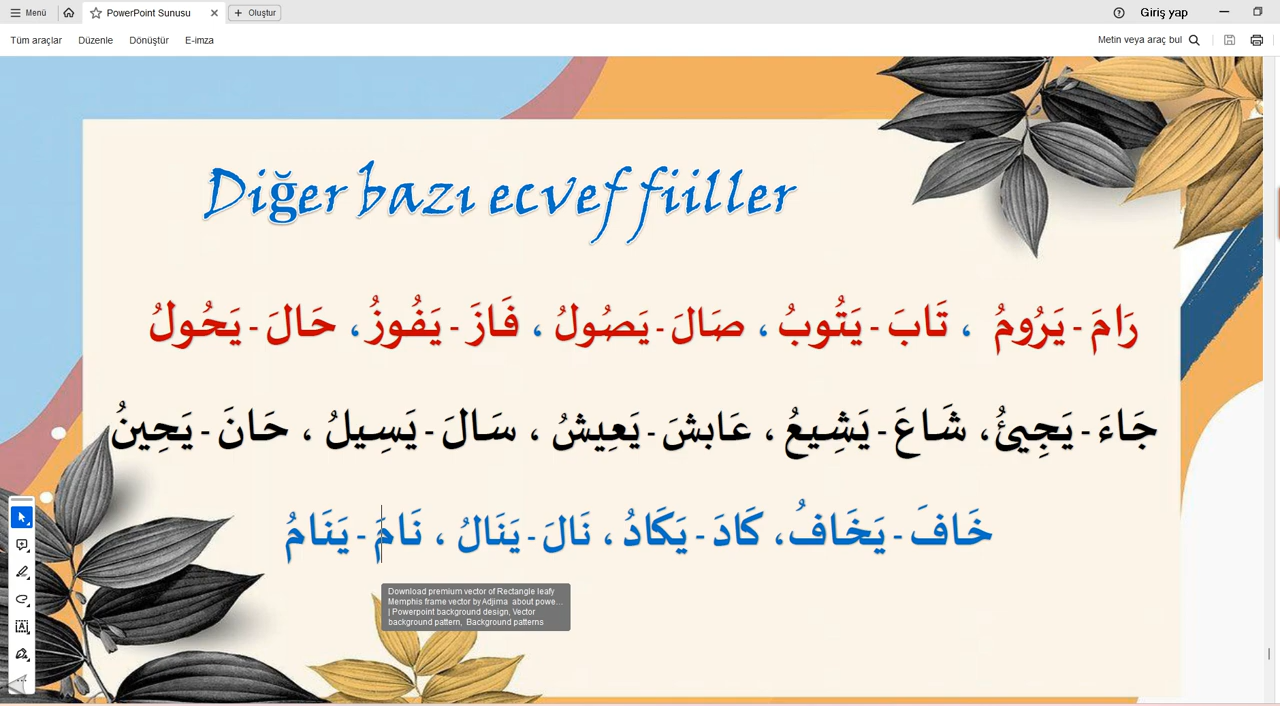 Menü PowerPoint Sunusu Oluştur Giriş yap
Tüm araçlar Düzenle Dönüştür E-imza Metin veya araç bul
Diğer bazı ecvef fiiller
رَامَ - يَرُومُ ، تَابَ - يَتُوبُ ، صَالَ - يَصُولُ ، فَازَ - يَفُوزُ ، حَالَ - يَحُولُ
جَاءَ - يَجِيئُ، شَاعَ - يَشِيعُ ، عَابشَ - يَعِيشُ ، سَالَ - يَسِيلُ ، حَانَ - يَحِينُ
خَافَ - يَخَافُ، كَادَ - يَكَادُ ، نَالَ - يَنَالُ ، نَامَ - يَنَامُ
Download premium vector of Rectangle leafy
Memphis frame vector by Adjima about powe...
| Powerpoint background design, Vector
background pattern, Background patterns